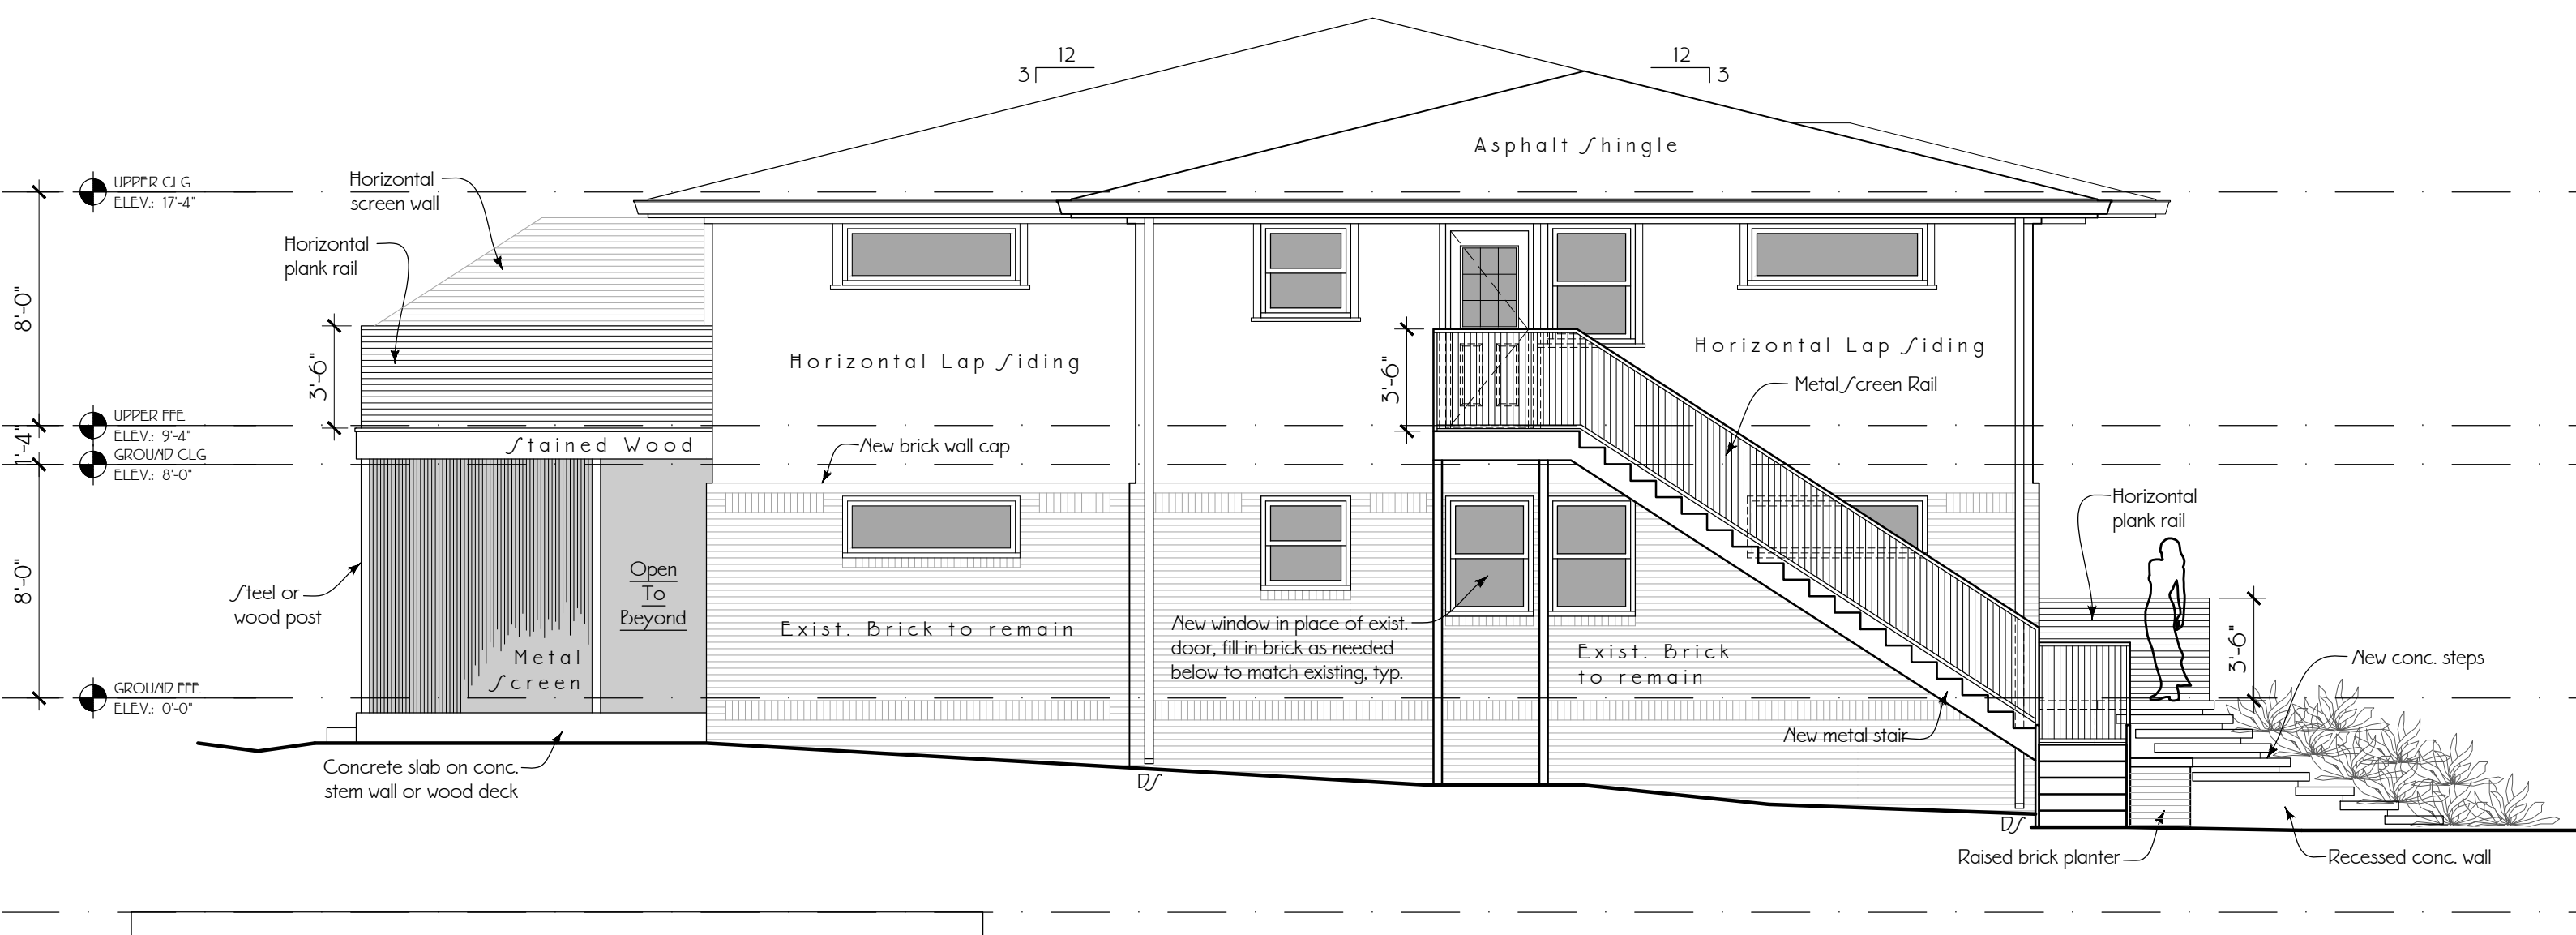 12
3
12
3
Asphalt Shingle
UPPER CLG
ELEV.: 17'-4"
Horizontal
screen wall
Horizontal
plank rail
8'-0"
3'-6"
Horizontal Lap Siding
3'-6"
Horizontal Lap Siding
Metal Screen Rail
UPPER FFE
ELEV.: 9'-4"
1'-4"
GROUND CLG
ELEV.: 8'-0"
Stained Wood
New brick wall cap
Horizontal
plank rail
8'-0"
Steel or
wood post
Open
To
Beyond
Metal
Screen
Exist. Brick to remain
New window in place of exist.
door, fill in brick as needed
below to match existing, typ.
Exist. Brick
to remain
3'-6"
New conc. steps
GROUND FFE
ELEV.: 0'-0"
New metal stair
Concrete slab on conc.
stem wall or wood deck
DS
DS
Raised brick planter
Recessed conc. wall